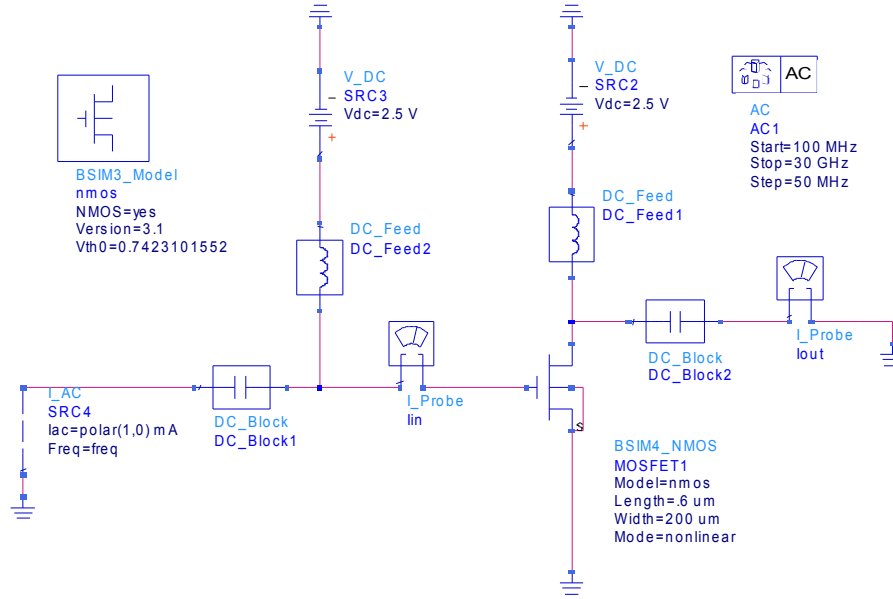 V_DC
SRC3
Vdc=2.5 V
+
V_DC
SRC2
Vdc=2.5 V
+
AC
AC
AC1
Start=100 MHz
Stop=30 GHz
Step=50 MHz
BSIM3_Model
nmos
NMOS=yes
Version=3.1
Vth0=0.7423101552
DC_Feed
DC_Feed2
DC_Feed
DC_Feed1
I_AC
SRC4
Iac=polar(1,0) mA
Freq=freq
DC_Block
DC_Block1
I_Probe
Iin
DC_Block
DC_Block2
I_Probe
Iout
S
BSIM4_NMOS
MOSFET1
Model=nmos
Length=.6 um
Width=200 um
Mode=nonlinear